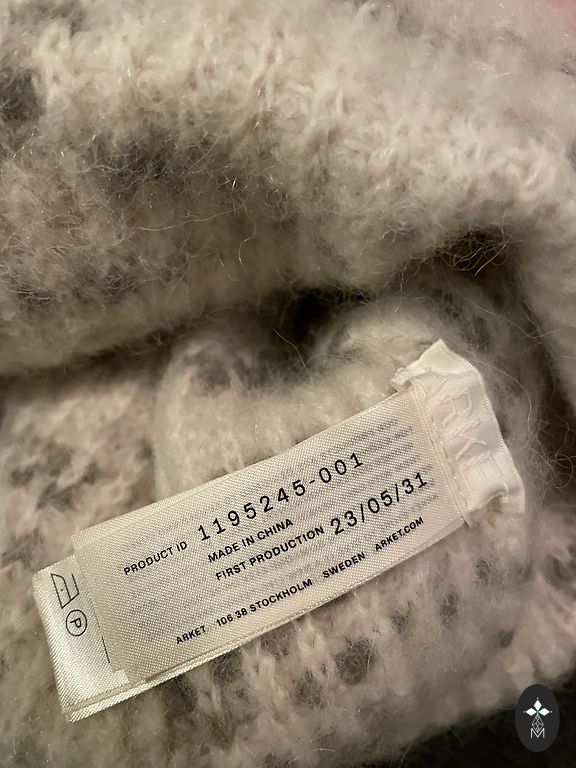 PRODUCT ID 1195245-001
MADE IN CHINA
FIRST PRODUCTION 23/05/31
ARKET 106 38 STOCKHOLM SWEDEN ARKET.COM
P
M